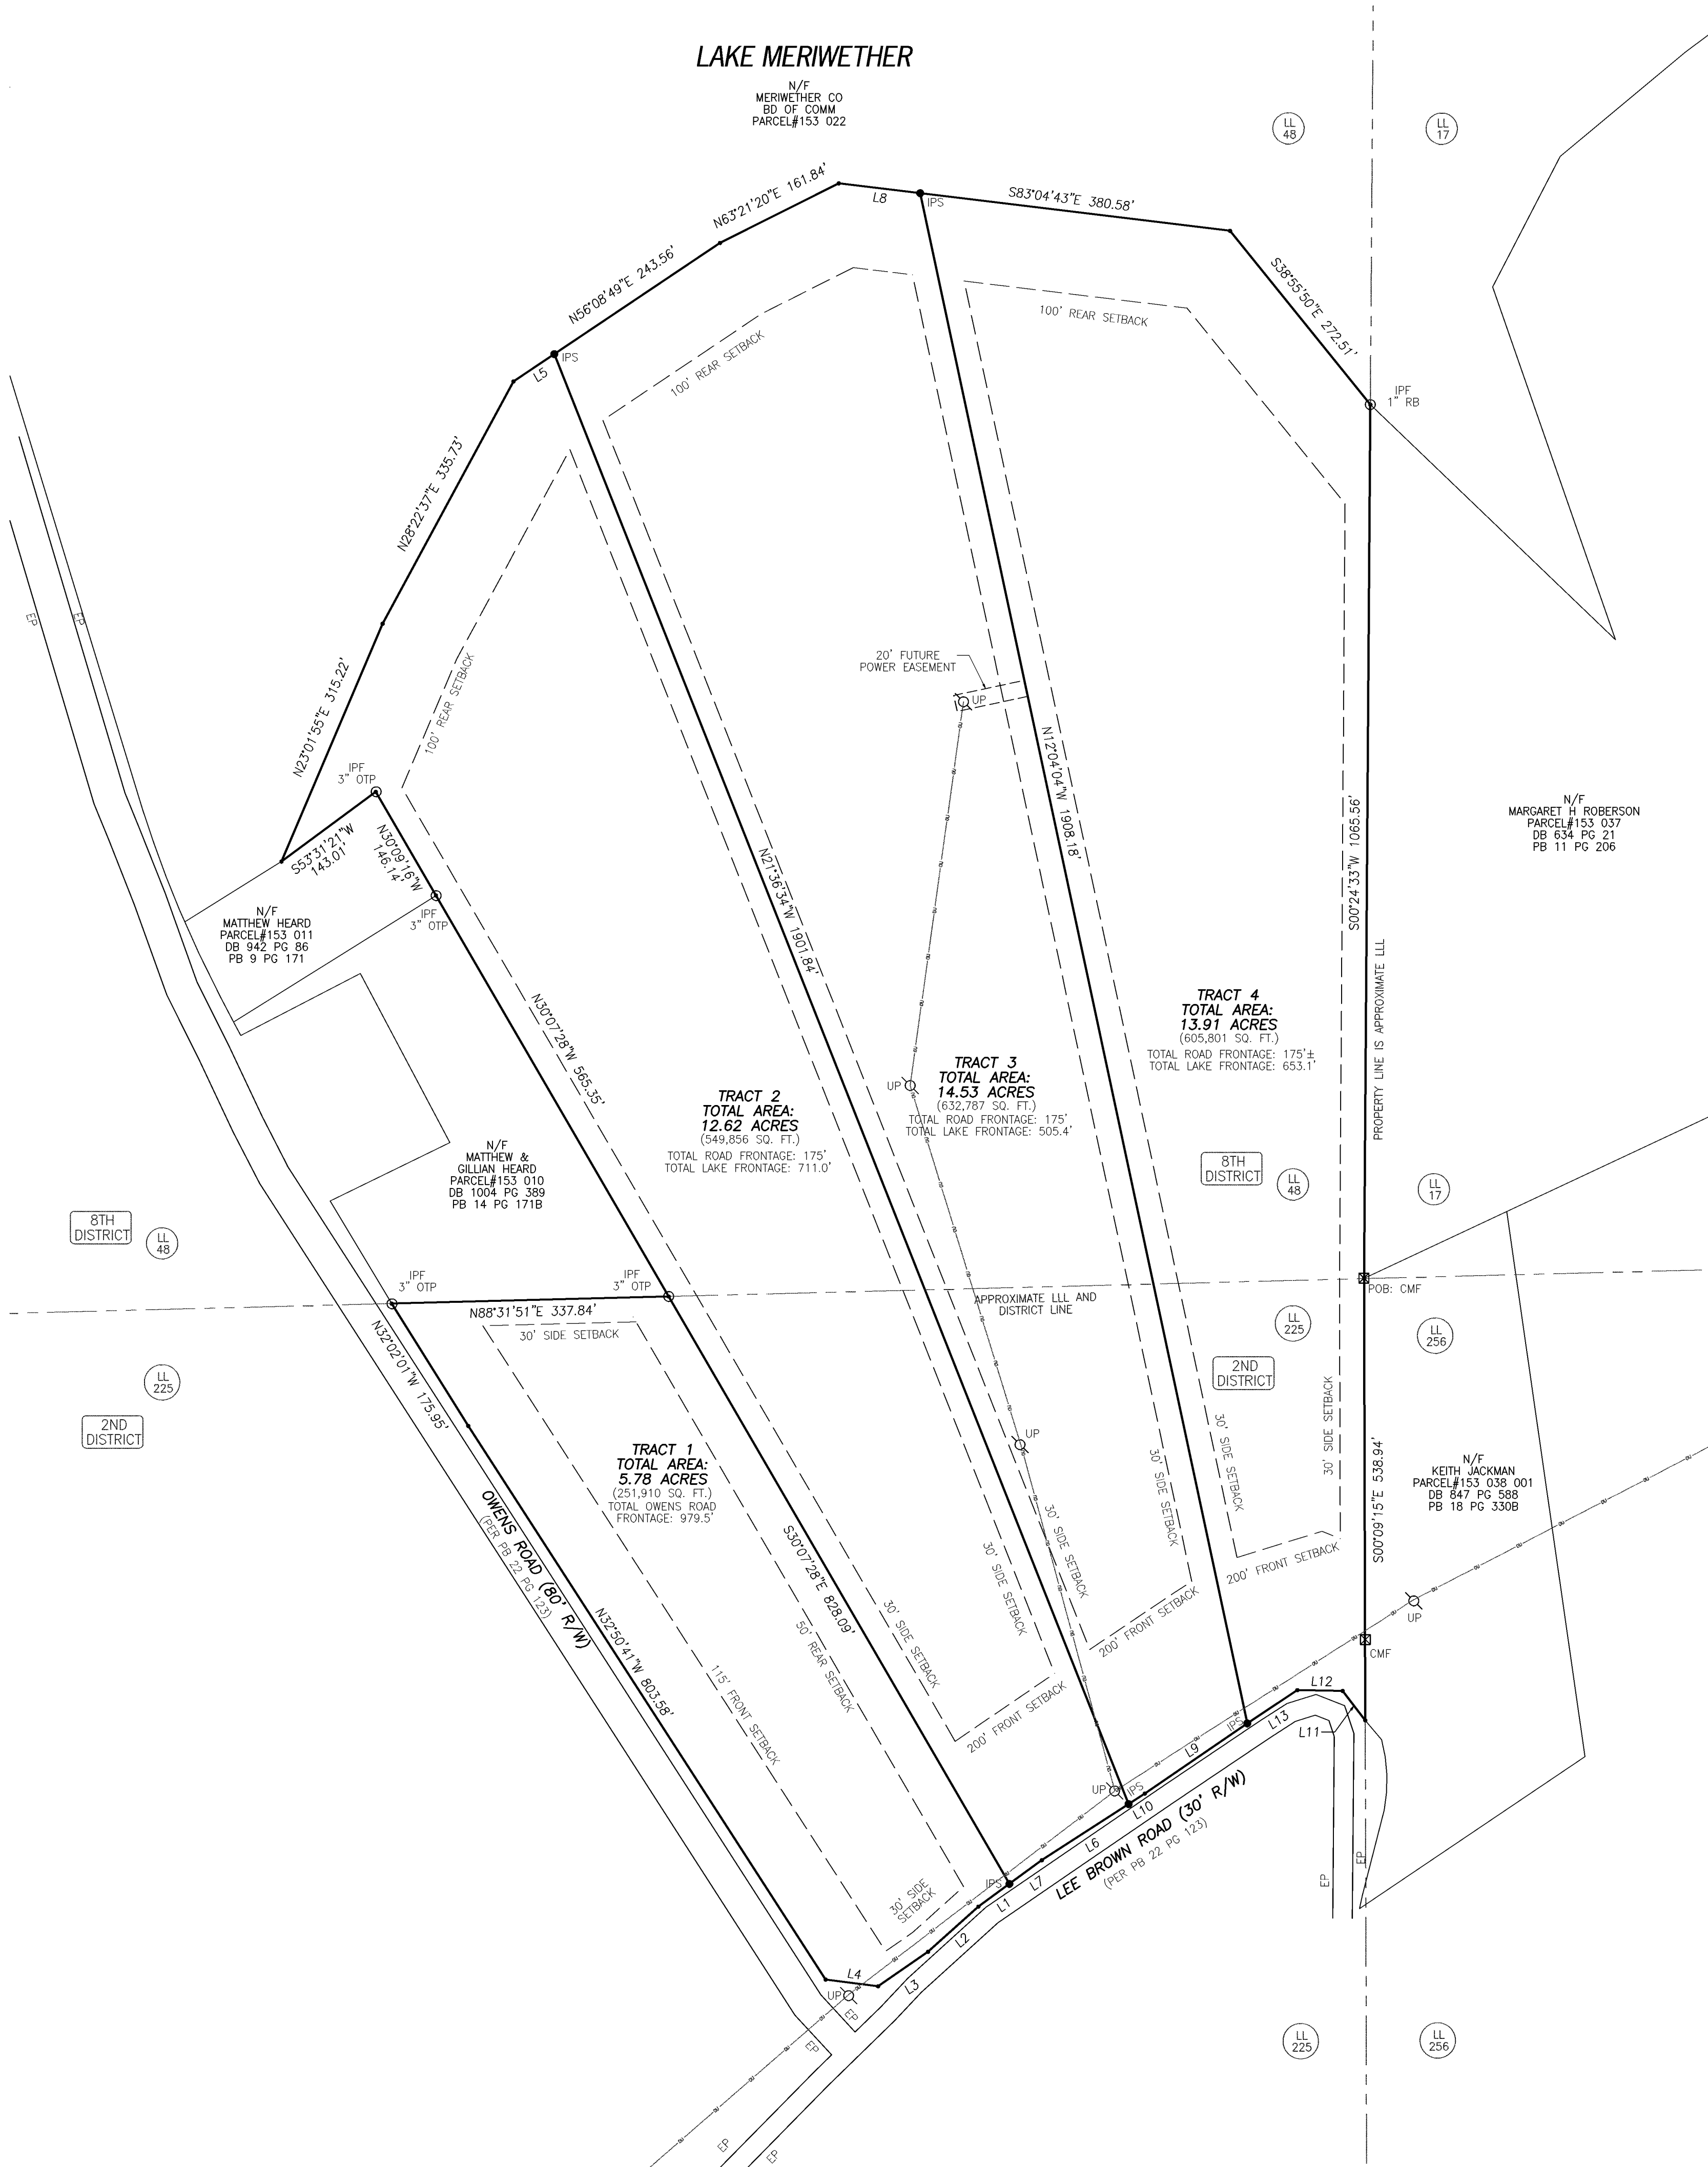 LAKE MERIWETHER
N/F
MERIWETHER CO
BD OF COMM
PARCEL#153 022
LL
48
LL
17
N63°21'20"E 161.84'
L8
IPS
S83°04'43"E 380.58'
N56°08'49"E 243.56'
S38°55'50"E 272.51'
100' REAR SETBACK
100' REAR SETBACK
IPS
L5
IPF
1" RB
N28°22'37"E 335.73'
EP
EP
20' FUTURE
POWER EASEMENT
UP
100' REAR SETBACK
N23°01'55"E 315.22'
N12°04'04"W 1908.18'
IPF
3" OTP
S53°31'21"W
143.01'
N30°09'16"W
146.14'
N21°36'34"W 1901.84'
S00°24'33"W 1065.56'
N/F
MARGARET H ROBERSON
PARCEL#153 037
DB 634 PG 21
PB 11 PG 206
N/F
MATTHEW HEARD
PARCEL#153 011
DB 942 PG 86
PB 9 PG 171
IPF
3" OTP
PROPERTY LINE IS APPROXIMATE LLL
N30°07'28"W 565.35'
TRACT 4
TOTAL AREA:
13.91 ACRES
(605,801 SQ. FT.)
TOTAL ROAD FRONTAGE: 175'±
TOTAL LAKE FRONTAGE: 653.1'
UP
TRACT 3
TOTAL AREA:
14.53 ACRES
(632,787 SQ. FT.)
TOTAL ROAD FRONTAGE: 175'
TOTAL LAKE FRONTAGE: 505.4'
TRACT 2
TOTAL AREA:
12.62 ACRES
(549,856 SQ. FT.)
TOTAL ROAD FRONTAGE: 175'
TOTAL LAKE FRONTAGE: 711.0'
N/F
MATTHEW &
GILLIAN HEARD
PARCEL#153 010
DB 1004 PG 389
PB 14 PG 171B
8TH
DISTRICT
LL
48
LL
17
8TH
DISTRICT
LL
48
IPF
3" OTP
IPF
3" OTP
POB: CMF
APPROXIMATE LLL AND
DISTRICT LINE
N88°31'51"E 337.84'
30' SIDE SETBACK
LL
225
LL
256
N32°02'01"W 175.95'
2ND
DISTRICT
LL
225
2ND
DISTRICT
30' SIDE SETBACK
30' SIDE SETBACK
30' SIDE SETBACK
UP
TRACT 1
TOTAL AREA:
5.78 ACRES
(251,910 SQ. FT.)
TOTAL OWENS ROAD
FRONTAGE: 979.5'
S00°09'15"E 538.94'
N/F
KEITH JACKMAN
PARCEL#153 038 001
DB 847 PG 588
PB 18 PG 330B
OWENS ROAD (80' R/W)
(PER PB 22 PG 123)
S30°07'28"E 828.09'
30' SIDE SETBACK
30' SIDE SETBACK
200' FRONT SETBACK
200' FRONT SETBACK
30' SIDE SETBACK
50' REAR SETBACK
N32°50'41"W 803.58'
115' FRONT SETBACK
200' FRONT SETBACK
UP
CMF
L12
L11
L13
IPS
L9
UP
IPS
L10
LEE BROWN ROAD (30' R/W)
(PER PB 22 PG 123)
L6
L7
IPS
L1
30' SIDE
SETBACK
L2
L3
L4
UP
EP
EP
EP
EP
EP
EP
LL
225
LL
256